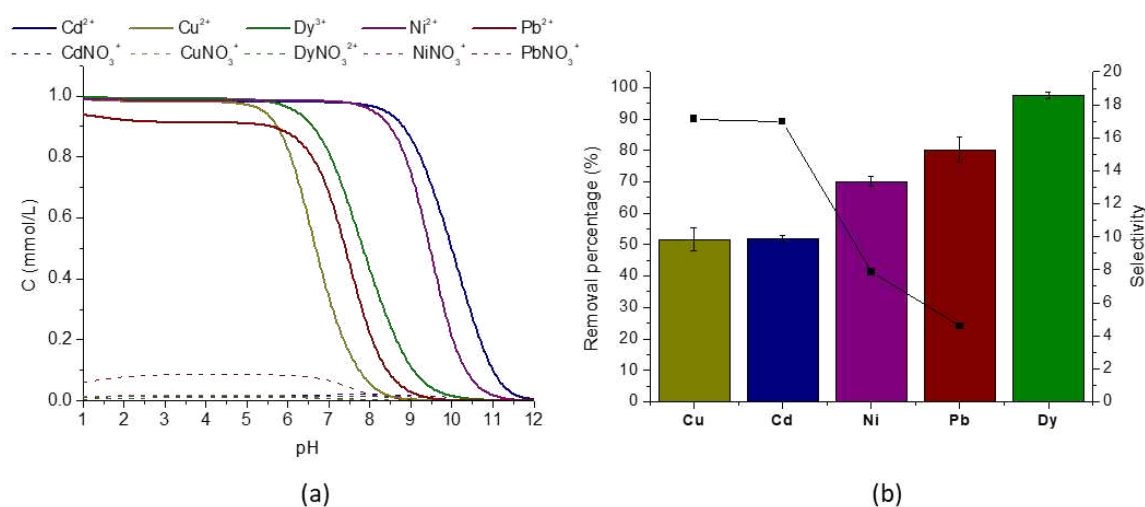 Cd²⁺ Cu²⁺ Dy³⁺ Ni²⁺ Pb²⁺
CdNO₃⁺ CuNO₃⁺ DyNO₃²⁺ NiNO₃⁺ PbNO₃⁺
1.0
0.8
0.6
0.4
0.2
0.0
C (mmol/L)
1 2 3 4 5 6 7 8 9 10 11 12
pH
(a)
100
90
80
70
60
50
40
30
20
10
0
Removal percentage (%)
20
18
16
14
12
10
8
6
4
2
0
Selectivity
Cu Cd Ni Pb Dy
(b)